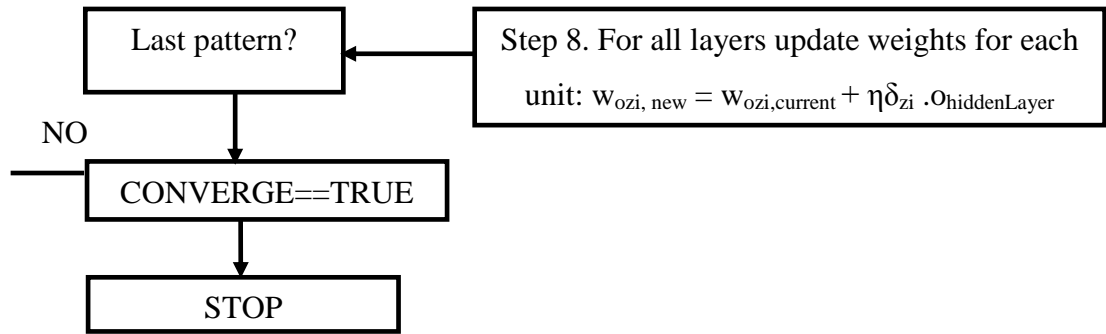 Last pattern?
Step 8. For all layers update weights for each
unit: wozi, new = wozi,current + ηδzi .ohiddenLayer
NO
CONVERGE==TRUE
STOP